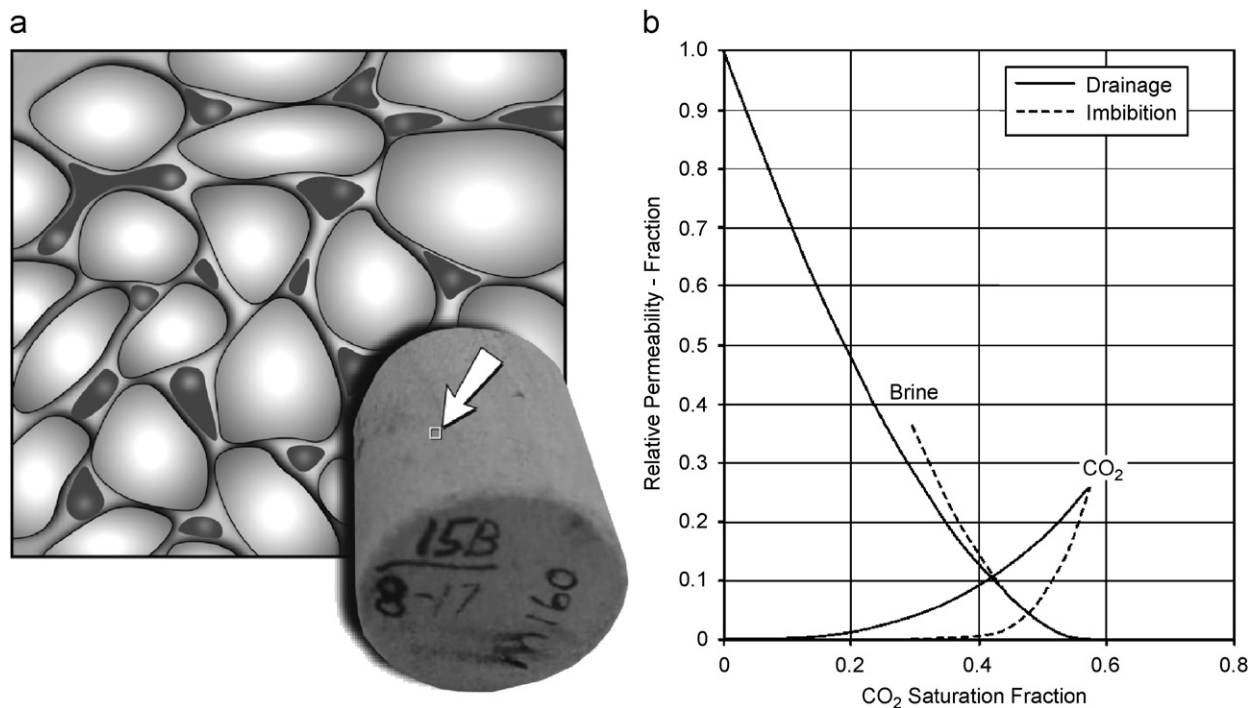 a
15B
8-17
M160
b
Relative Permeability - Fraction
1.0
0.9
0.8
0.7
0.6
0.5
0.4
0.3
0.2
0.1
0
Drainage
Imbibition
Brine
CO₂
0 0.2 0.4 0.6 0.8
CO₂ Saturation Fraction